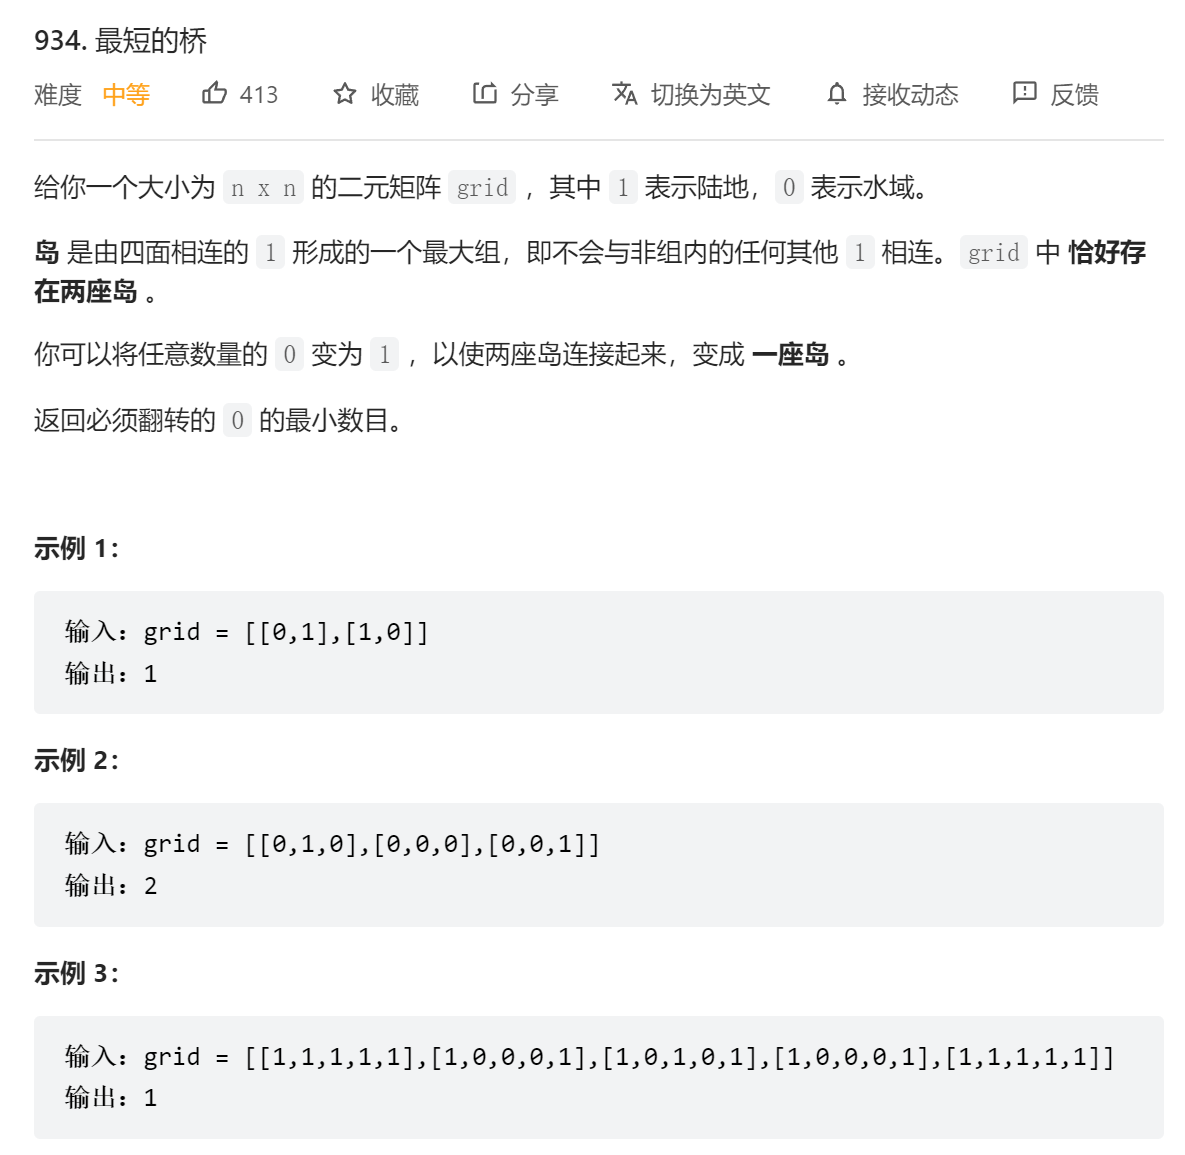 934. 最短的桥
难度 中等 413 收藏 分享 切换为英文 接收动态 反馈
给你一个大小为 n x n 的二元矩阵 grid ，其中 1 表示陆地，0 表示水域。
岛 是由四面相连的 1 形成的一个最大组，即不会与非组内的任何其他 1 相连。grid 中 恰好存
在两座岛 。
你可以将任意数量的 0 变为 1 ，以使两座岛连接起来，变成 一座岛 。
返回必须翻转的 0 的最小数目。
示例 1：
输入：grid = [[0,1],[1,0]]
输出：1
示例 2：
输入：grid = [[0,1,0],[0,0,0],[0,0,1]]
输出：2
示例 3：
输入：grid = [[1,1,1,1,1],[1,0,0,0,1],[1,0,1,0,1],[1,0,0,0,1],[1,1,1,1,1]]
输出：1